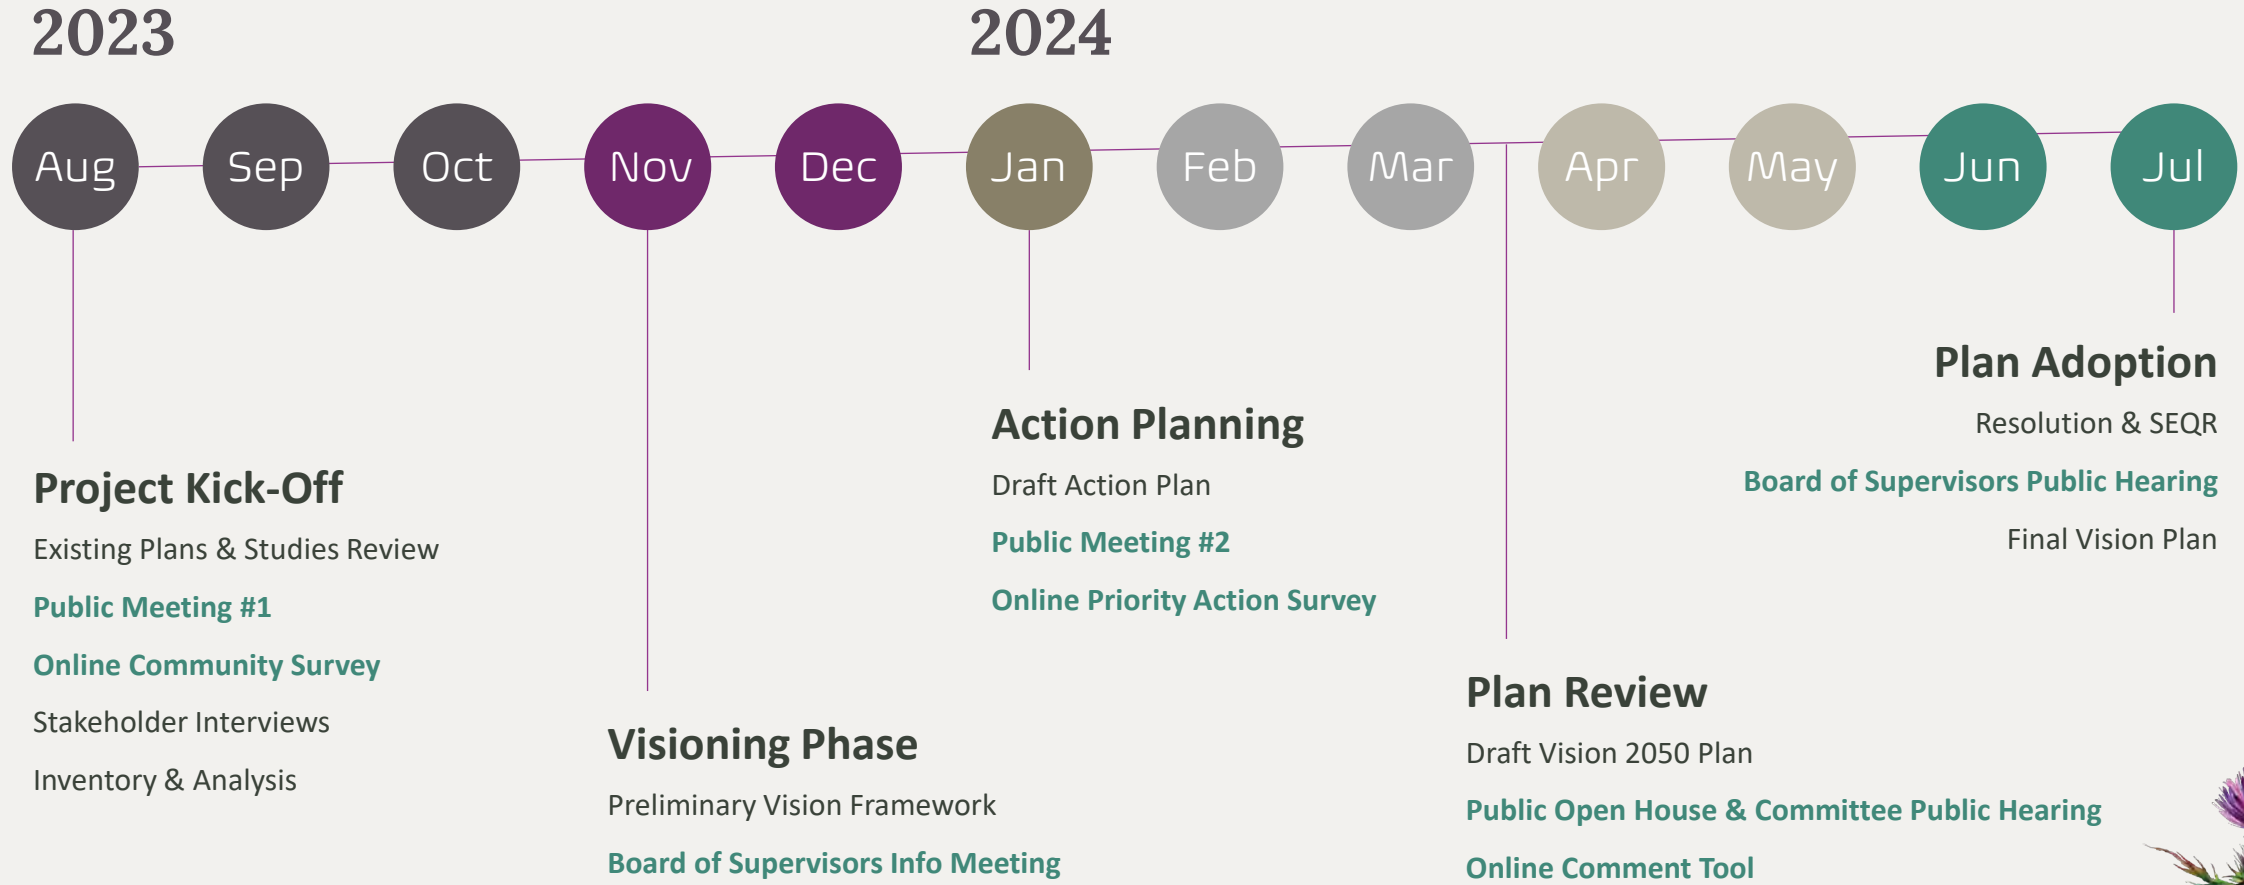 2023
2024
Aug
Sep
Oct
Nov
Dec
Jan
Feb
Mar
Apr
May
Jun
Jul
Project Kick-Off
Existing Plans & Studies Review
Public Meeting #1
Online Community Survey
Stakeholder Interviews
Inventory & Analysis
Visioning Phase
Preliminary Vision Framework
Board of Supervisors Info Meeting
Action Planning
Draft Action Plan
Public Meeting #2
Online Priority Action Survey
Plan Review
Draft Vision 2050 Plan
Public Open House & Committee Public Hearing
Online Comment Tool
Plan Adoption
Resolution & SEQR
Board of Supervisors Public Hearing
Final Vision Plan